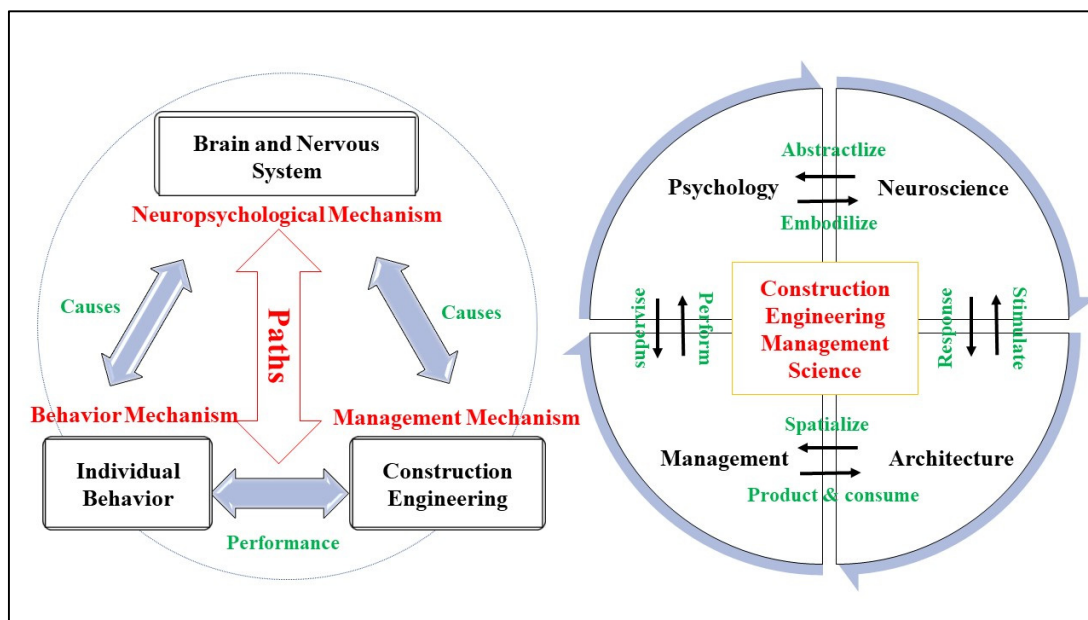 Brain and Nervous
System
Neuropsychological Mechanism
Causes
Causes
Paths
Behavior Mechanism
Management Mechanism
Individual
Behavior
Construction
Engineering
Performance
Abstractlize
Psychology
Neuroscience
Embodilize
supervise
Perform
Construction
Engineering
Management
Science
Response
Stimulate
Spatialize
Management
Architecture
Product & consume